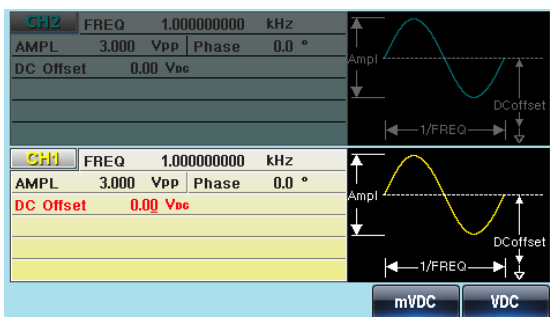 CH2 FREQ 1.000000000 kHz
AMPL 3.000 Vpp Phase 0.0 °
DC Offset 0.00 VDC
Ampl
DCoffset
1/FREQ
CH1 FREQ 1.000000000 kHz
AMPL 3.000 Vpp Phase 0.0 °
DC Offset 0.00 VDC
Ampl
DCoffset
1/FREQ
mVDC VDC